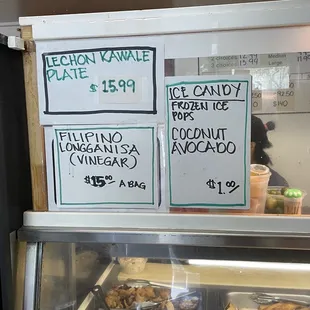 LECHON KAWALE
PLATE
$15.99
FILIPINO
LONGGANISA
(VINEGAR)
$15.00 A BAG
ICE CANDY
FROZEN ICE
POPS
COCONUT
AVOCADO
$1.00
Medium